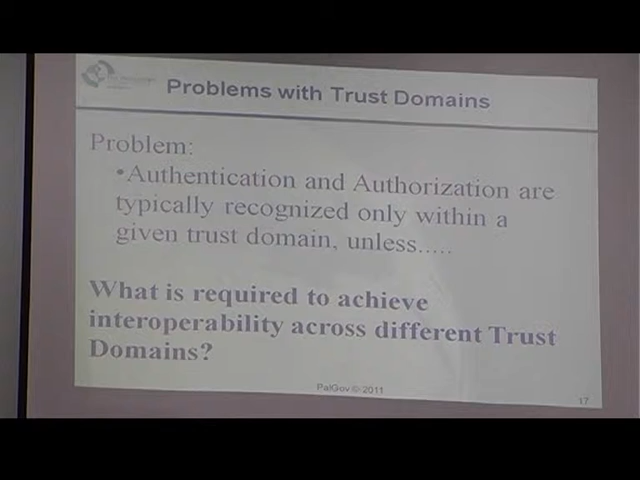 Problems with Trust Domains
Problem:
•Authentication and Authorization are
typically recognized only within a
given trust domain, unless.....
What is required to achieve
interoperability across different Trust
Domains?
PalGov © 2011
17